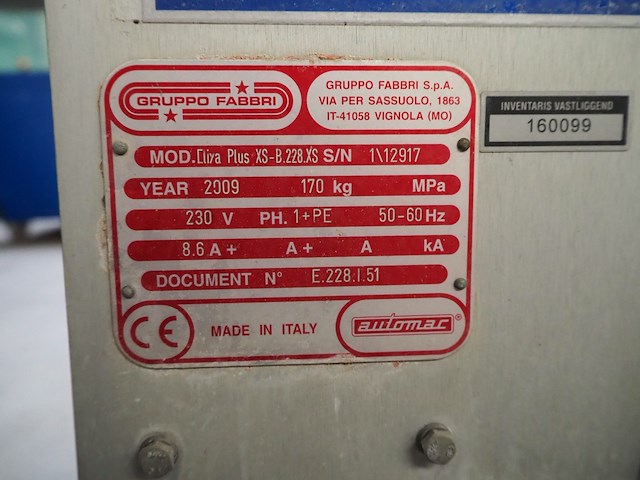 GRUPPO FABBRI
GRUPPO FABBRI S.p.A.
VIA PER SASSUOLO, 1863
IT-41058 VIGNOLA (MO)
MOD. Elixa Plus XS-B.228.XS S/N 1\12917
YEAR 2009 170 kg MPa
230 V PH. 1+PE 50-60 Hz
8.6 A+ A+ A kA
DOCUMENT N° E.228.I.51
CE MADE IN ITALY automac®
INVENTARIS VASTLIGGEND
160099